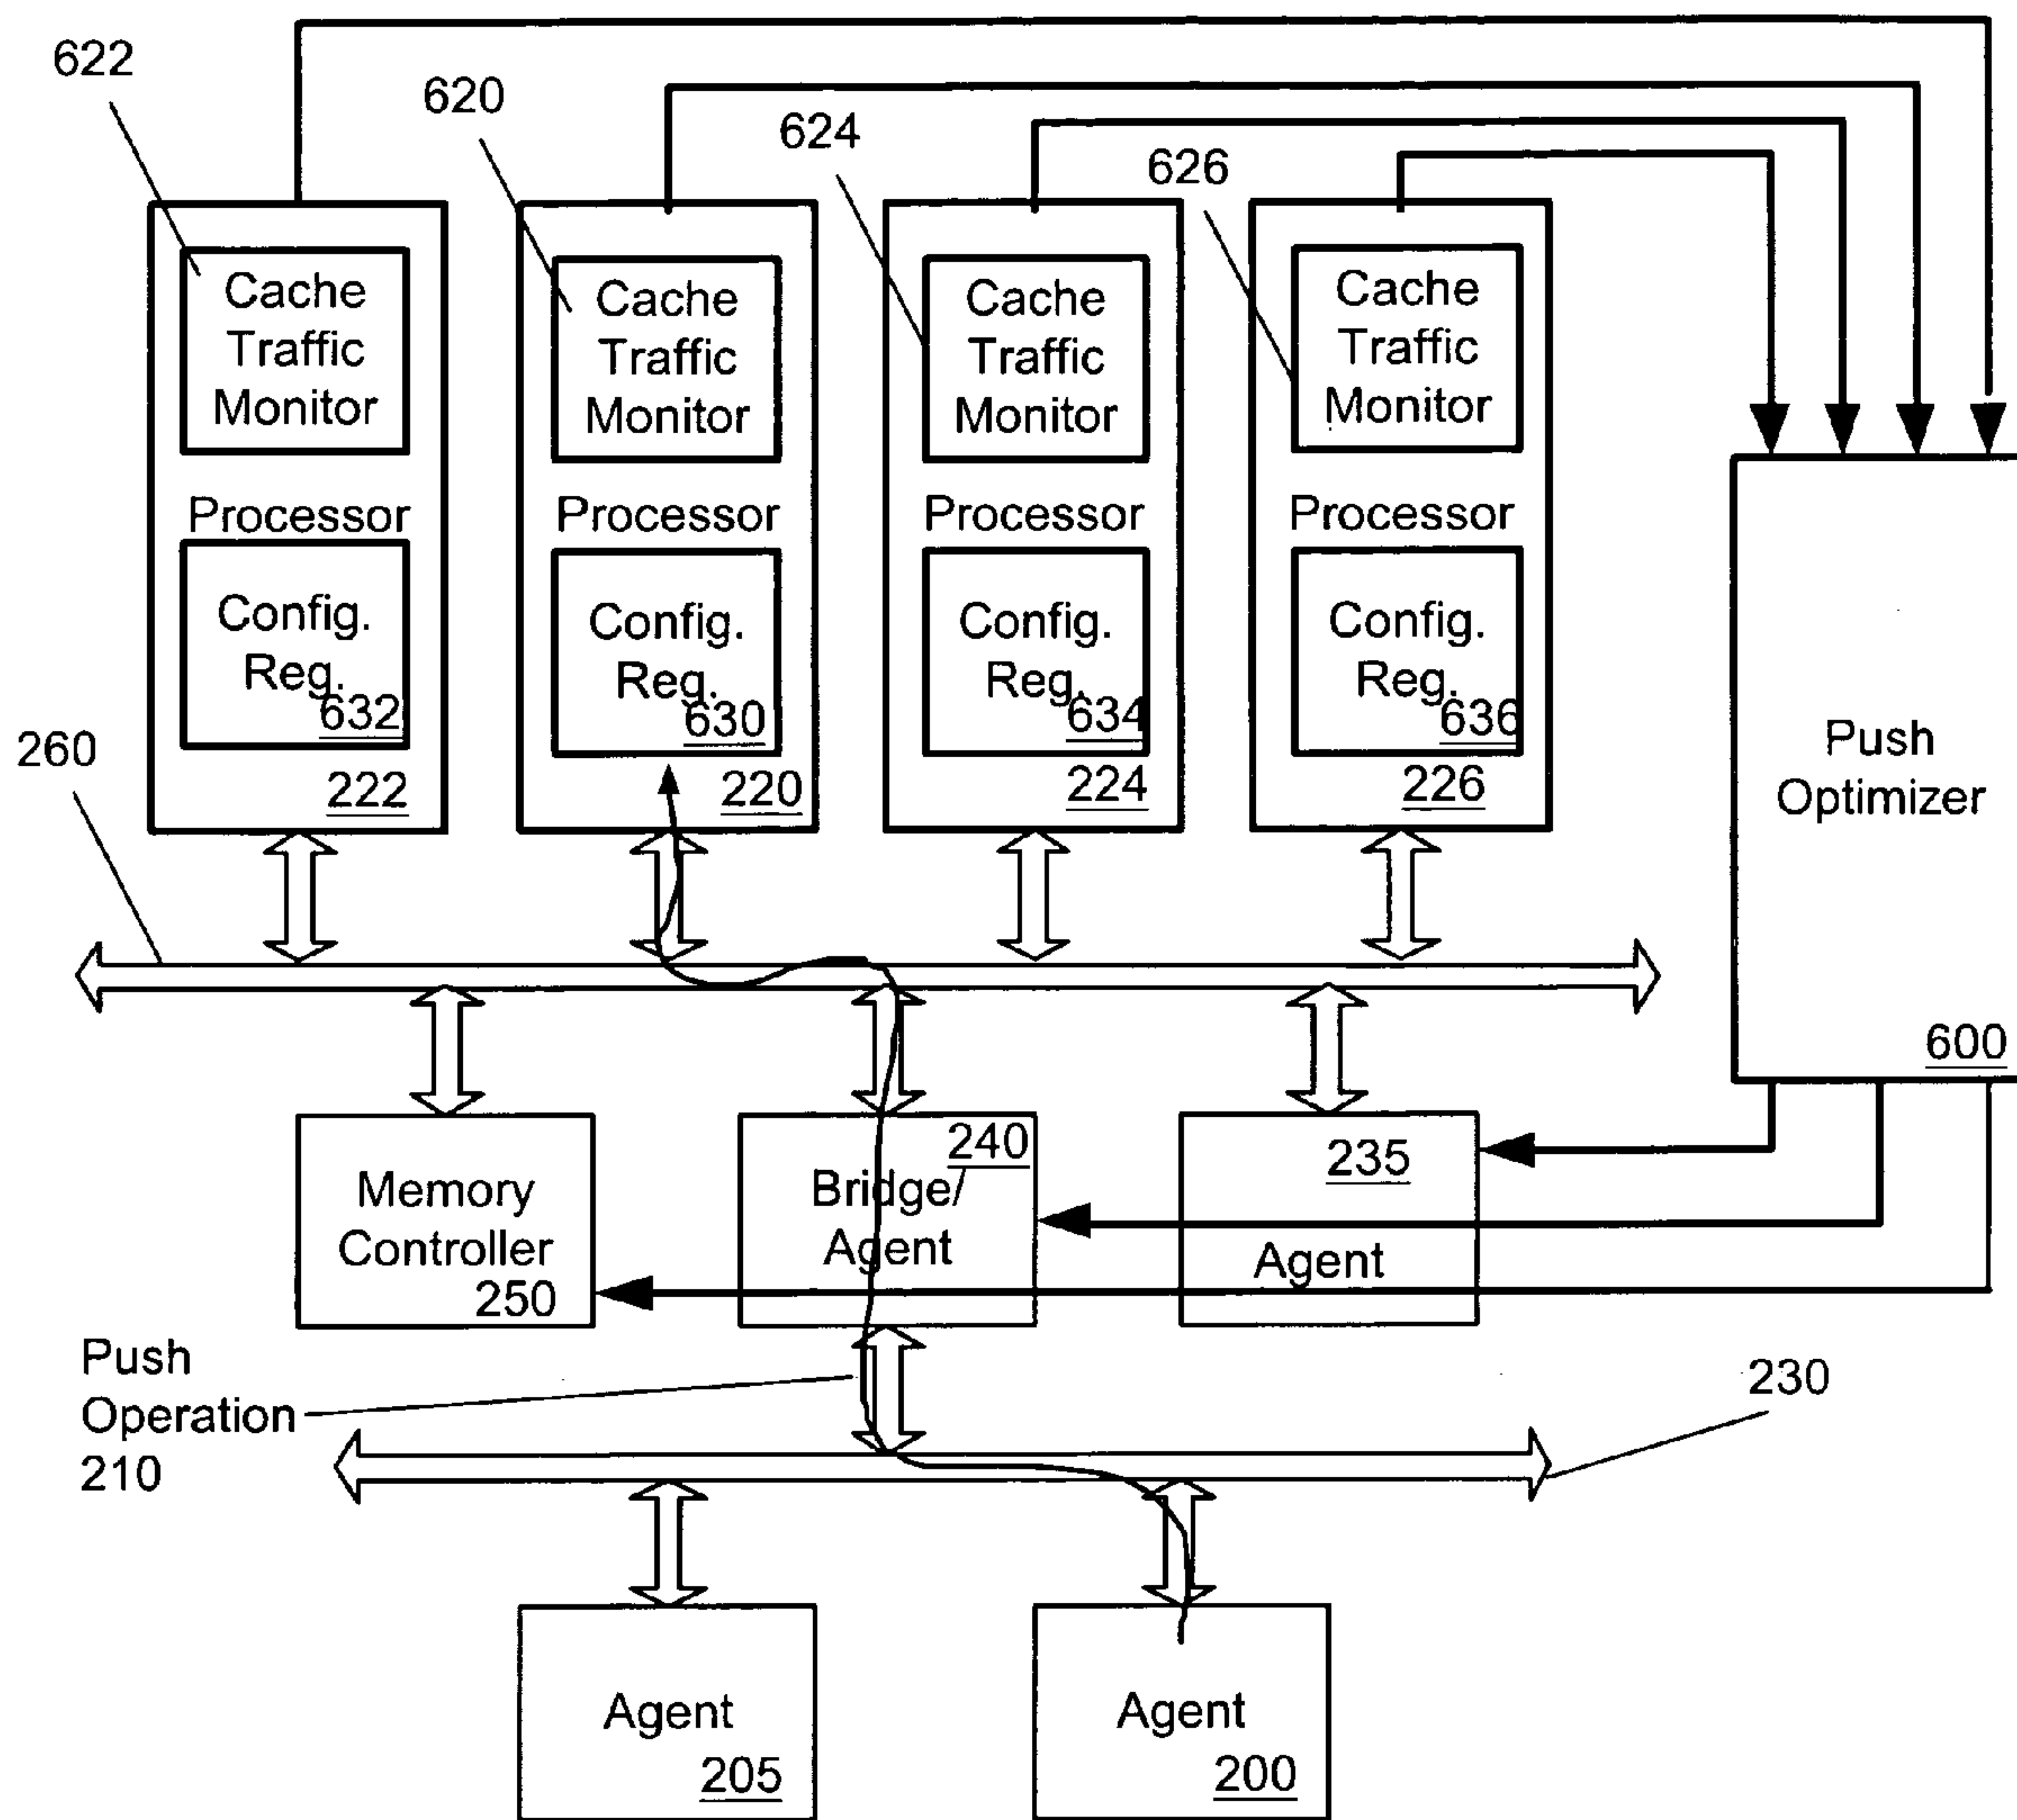 622
620
624
626
Cache
Traffic
Monitor
Cache
Traffic
Monitor
Cache
Traffic
Monitor
Cache
Traffic
Monitor
Processor
Processor
Processor
Processor
Config.
Reg.
632
Config.
Reg.
630
Config.
Reg.
634
Config.
Reg.
636
222
220
224
226
Push
Optimizer
600
260
Memory
Controller
250
240
Bridge/
Agent
235
Agent
Push
Operation
210
230
Agent
205
Agent
200